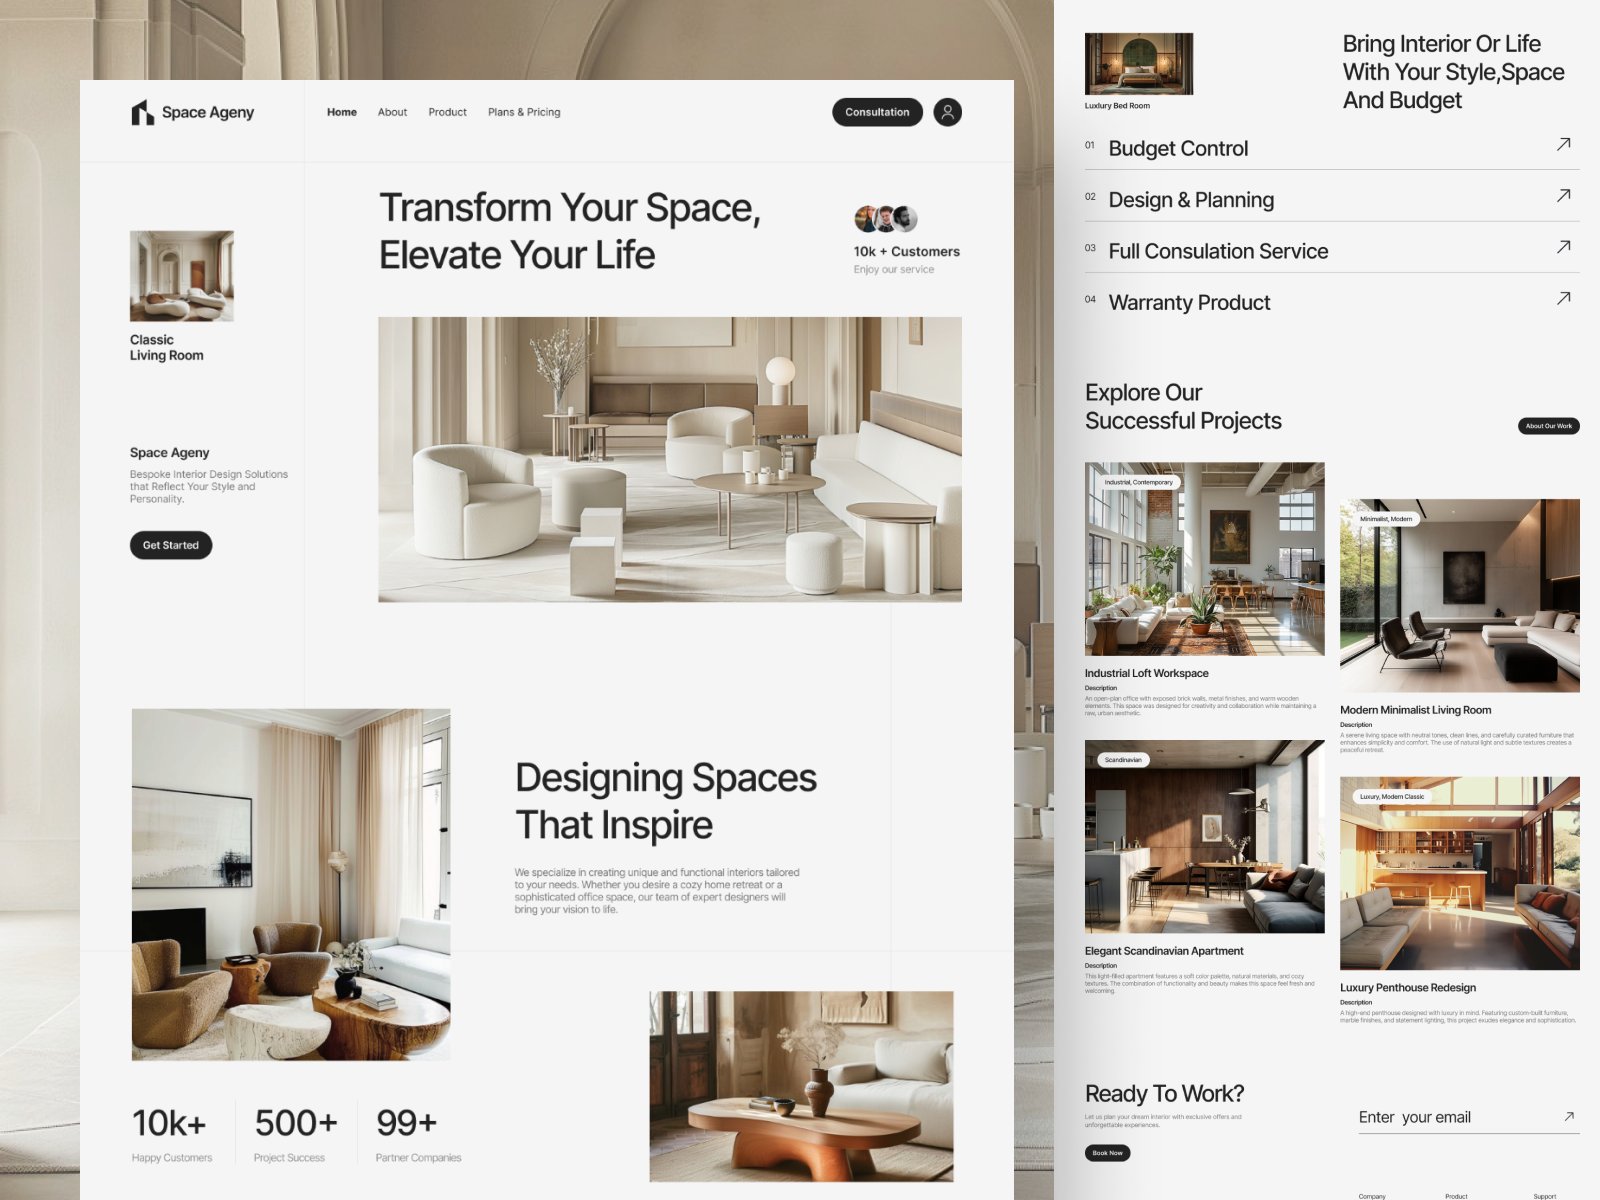 Space Ageny
Home
About
Product
Plans & Pricing
Consultation
Classic
Living Room
Space Ageny
Bespoke Interior Design Solutions
that Reflect Your Style and
Personality.
Get Started
Transform Your Space,
Elevate Your Life
10k + Customers
Enjoy our service
Designing Spaces
That Inspire
We specialize in creating unique and functional interiors tailored
to your needs. Whether you desire a cozy home retreat or a
sophisticated office space, our team of expert designers will
bring your vision to life.
10k+
Happy Customers
500+
Project Success
99+
Partner Companies
Luxlury Bed Room
Bring Interior Or Life
With Your Style,Space
And Budget
01 Budget Control
02 Design & Planning
03 Full Consulation Service
04 Warranty Product
Explore Our
Successful Projects
About Our Work
Industrial, Contemporary
Industrial Loft Workspace
Description
An open-plan office with exposed brick walls, metal finishes, and warm wooden
elements. This space was designed for creativity and collaboration while maintaining a
raw, urban aesthetic.
Minimalist, Modern
Modern Minimalist Living Room
Description
A serene living space with neutral tones, clean lines, and carefully curated furniture that
enhances simplicity and comfort. The use of natural light and subtle textures creates a
peaceful retreat.
Scandinavian
Elegant Scandinavian Apartment
Description
This light-filled apartment features a soft color palette, natural materials, and cozy
textures. The combination of functionality and beauty makes this space feel fresh and
welcoming.
Luxury, Modern Classic
Luxury Penthouse Redesign
Description
A high-end penthouse designed with luxury in mind. Featuring custom-built furniture,
marble finishes, and statement lighting, this project exudes elegance and sophistication.
Ready To Work?
Let us plan your dream interior with exclusive offers and
unforgettable experiences.
Book Now
Enter your email
Company
Product
Support